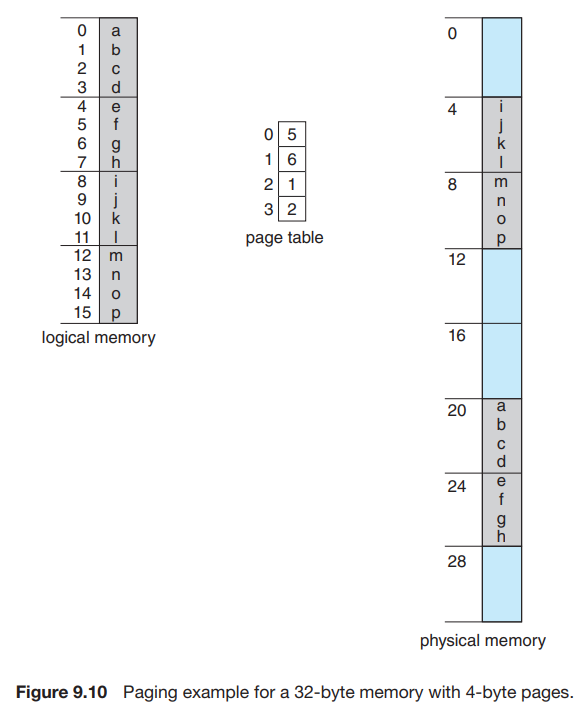 0 a
1 b
2 c
3 d
4 e
5 f
6 g
7 h
8 i
9 j
10 k
11 l
12 m
13 n
14 o
15 p
logical memory
0 5
1 6
2 1
3 2
page table
0
4 i
j
k
l
8 m
n
o
p
12
16
20 a
b
c
d
24 e
f
g
h
28
physical memory
Figure 9.10 Paging example for a 32-byte memory with 4-byte pages.